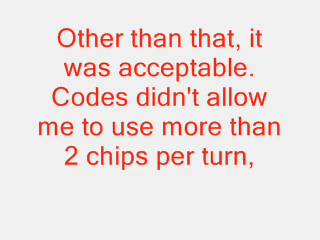 Other than that, it
was acceptable.
Codes didn't allow
me to use more than
2 chips per turn,